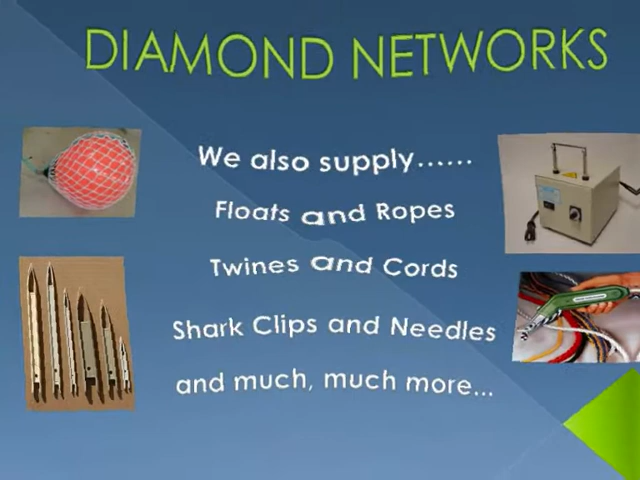 DIAMOND NETWORKS
We also supply......
Floats and Ropes
Twines and Cords
Shark Clips and Needles
and much, much more...